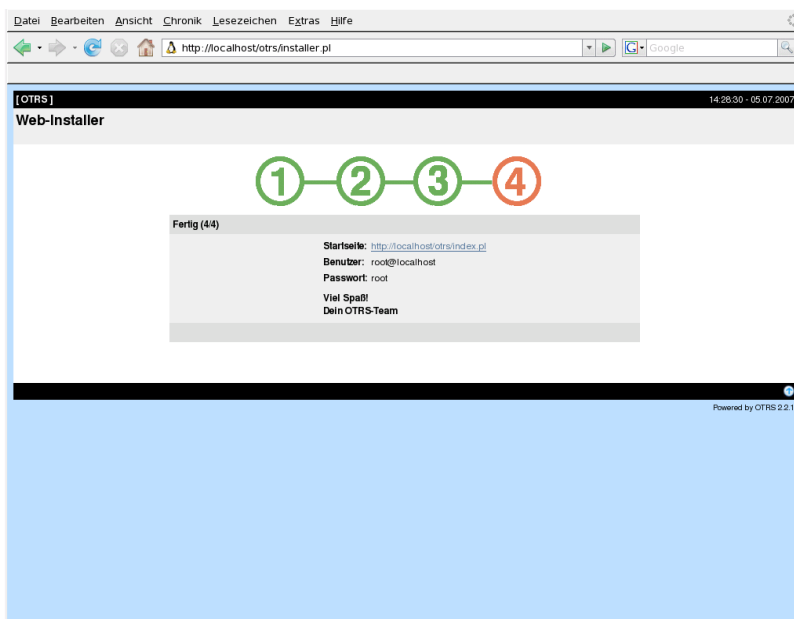 Datei Bearbeiten Ansicht Chronik Lesezeichen Extras Hilfe
http://localhost/otrs/installer.pl
G Google
[ OTRS ] 14:28:30 - 05.07.2007
Web-Installer
1 2 3 4
Fertig (4/4)
Startseite: http://localhost/otrs/index.pl
Benutzer: root@localhost
Passwort: root
Viel Spaß!
Dein OTRS-Team
Powered by OTRS 2.2.1